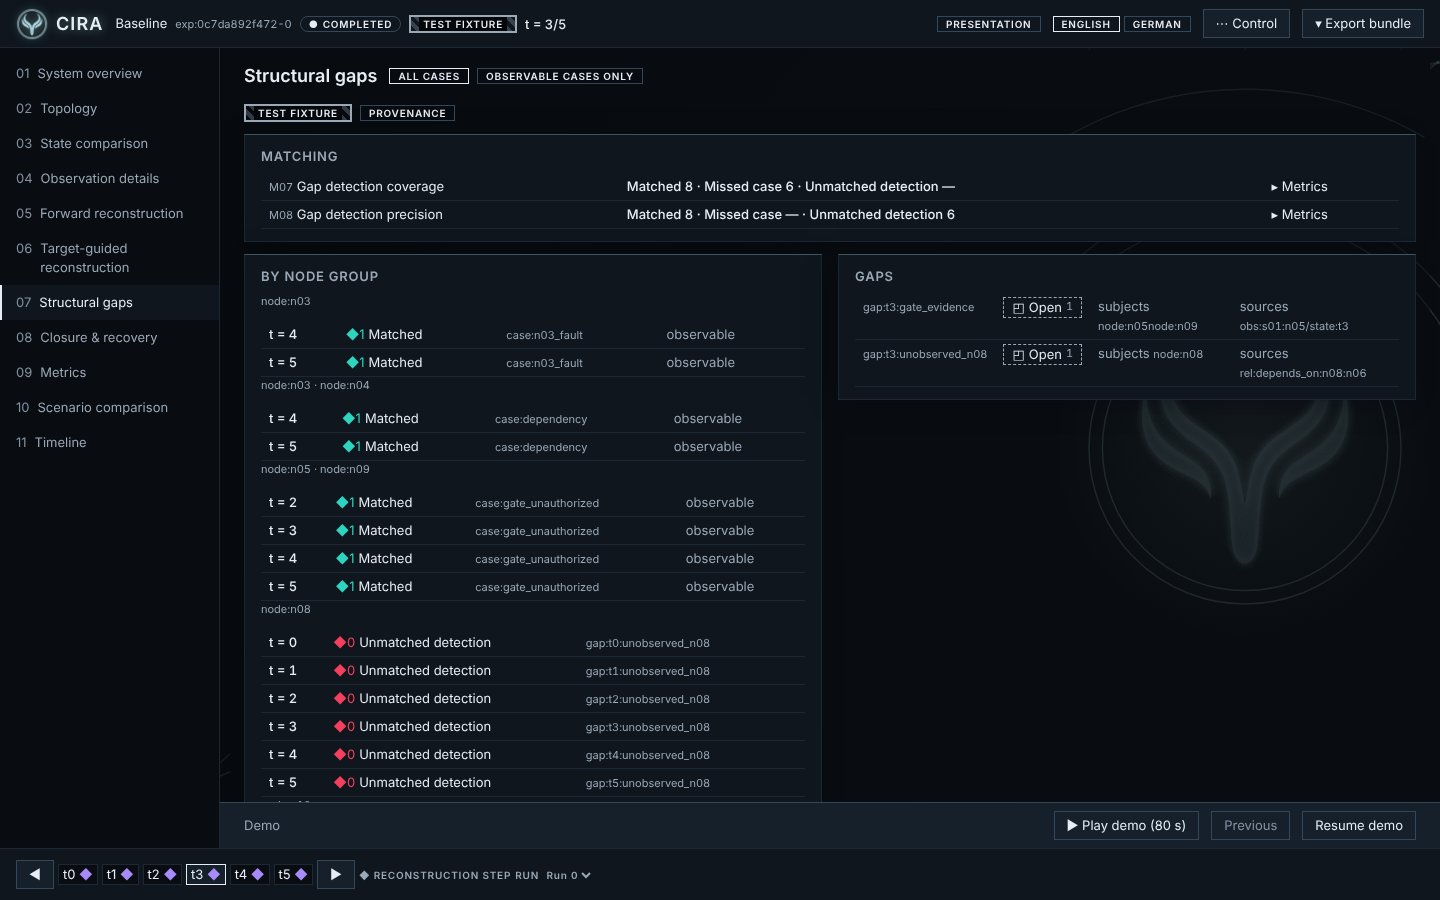 CIRA Baseline exp:0c7da892f472-0 COMPLETED TEST FIXTURE t = 3/5 PRESENTATION ENGLISH GERMAN ··· Control ▾ Export bundle
01 System overview
02 Topology
03 State comparison
04 Observation details
05 Forward reconstruction
06 Target-guided
reconstruction
07 Structural gaps
08 Closure & recovery
09 Metrics
10 Scenario comparison
11 Timeline
Structural gaps ALL CASES OBSERVABLE CASES ONLY
TEST FIXTURE PROVENANCE
MATCHING
M07 Gap detection coverage Matched 8 · Missed case 6 · Unmatched detection — ▸ Metrics
M08 Gap detection precision Matched 8 · Missed case — · Unmatched detection 6 ▸ Metrics
BY NODE GROUP
node:n03
t = 4 ◆1 Matched case:n03_fault observable
t = 5 ◆1 Matched case:n03_fault observable
node:n03 · node:n04
t = 4 ◆1 Matched case:dependency observable
t = 5 ◆1 Matched case:dependency observable
node:n05 · node:n09
t = 2 ◆1 Matched case:gate_unauthorized observable
t = 3 ◆1 Matched case:gate_unauthorized observable
t = 4 ◆1 Matched case:gate_unauthorized observable
t = 5 ◆1 Matched case:gate_unauthorized observable
node:n08
t = 0 ◆0 Unmatched detection gap:t0:unobserved_n08
t = 1 ◆0 Unmatched detection gap:t1:unobserved_n08
t = 2 ◆0 Unmatched detection gap:t2:unobserved_n08
t = 3 ◆0 Unmatched detection gap:t3:unobserved_n08
t = 4 ◆0 Unmatched detection gap:t4:unobserved_n08
t = 5 ◆0 Unmatched detection gap:t5:unobserved_n08
GAPS
gap:t3:gate_evidence ◰ Open 1 subjects sources
node:n05node:n09 obs:s01:n05/state:t3
gap:t3:unobserved_n08 ◰ Open 1 subjects node:n08 sources
rel:depends_on:n08:n06
Demo ▶ Play demo (80 s) Previous Resume demo
◀ t0 ◆ t1 ◆ t2 ◆ t3 ◆ t4 ◆ t5 ◆ ▶ ◆ RECONSTRUCTION STEP RUN Run 0